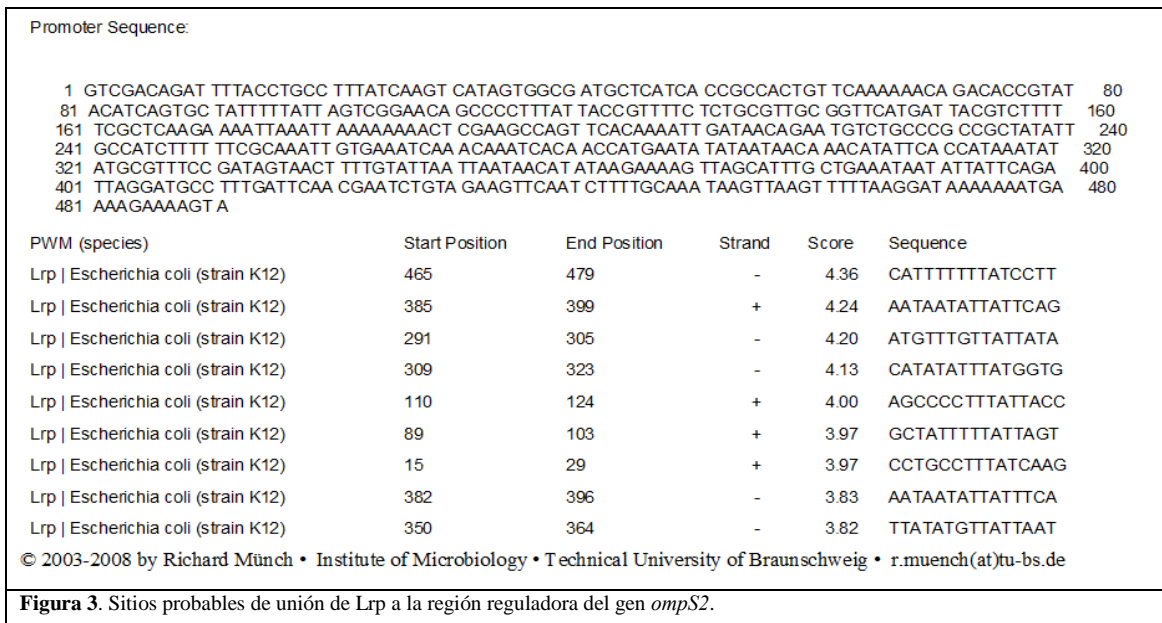 Promoter Sequence:
1 GTCGACAGAT TTTACCTGCC TTTATCAAGT CATAGTGGCG ATGCTCATCA CCGCCACTGT TCAAAAAACA GACACCGTAT 80
81 ACATCAGTGC TATTTTTATT AGTCGGAACA GCCCCTTTAT TACCGTTTTC TCTGCGTTGC GGTTCATGAT TACGTCTTTT 160
161 TCGCTCAAGA AAATTAAATT AAAAAAAACT CGAAGCCAGT TCACAAAATT GATAACAGAA TGTCTGCCCG CCGCTATATT 240
241 GCCATCTTTT TTCGCAAATT GTGAAATCAA ACAAATCACA ACCATGAATA TATAATAACA AACATATTCA CCATAAATAT 320
321 ATGCGTTTCC GATAGTAACT TTTGTATTAA TTAATAACAT ATAAGAAAAG TTAGCATTTG CTGAAATAAT ATTATTCAGA 400
401 TTAGGATGCC TTTGATTCAA CGAATCTGTA GAAGTTCAAT CTTTTGCAAA TAAGTTAAGT TTTTAAGGAT AAAAAAATGA 480
481 AAAGAAAAGT A
PWM (species) Start Position End Position Strand Score Sequence
Lrp | Escherichia coli (strain K12) 465 479 - 4.36 CATTTTTTTATCCTT
Lrp | Escherichia coli (strain K12) 385 399 + 4.24 AATAATATTATTCAG
Lrp | Escherichia coli (strain K12) 291 305 - 4.20 ATGTTTGTTATTATA
Lrp | Escherichia coli (strain K12) 309 323 - 4.13 CATATATTTATGGTG
Lrp | Escherichia coli (strain K12) 110 124 + 4.00 AGCCCCTTTATTACC
Lrp | Escherichia coli (strain K12) 89 103 + 3.97 GCTATTTTTATTAGT
Lrp | Escherichia coli (strain K12) 15 29 + 3.97 CCTGCCTTTATCAAG
Lrp | Escherichia coli (strain K12) 382 396 - 3.83 AATAATATTATTTCA
Lrp | Escherichia coli (strain K12) 350 364 - 3.82 TTATATGTTATTAAT
© 2003-2008 by Richard Münch • Institute of Microbiology • Technical University of Braunschweig • r.muench(at)tu-bs.de
Figura 3. Sitios probables de unión de Lrp a la región reguladora del gen ompS2.